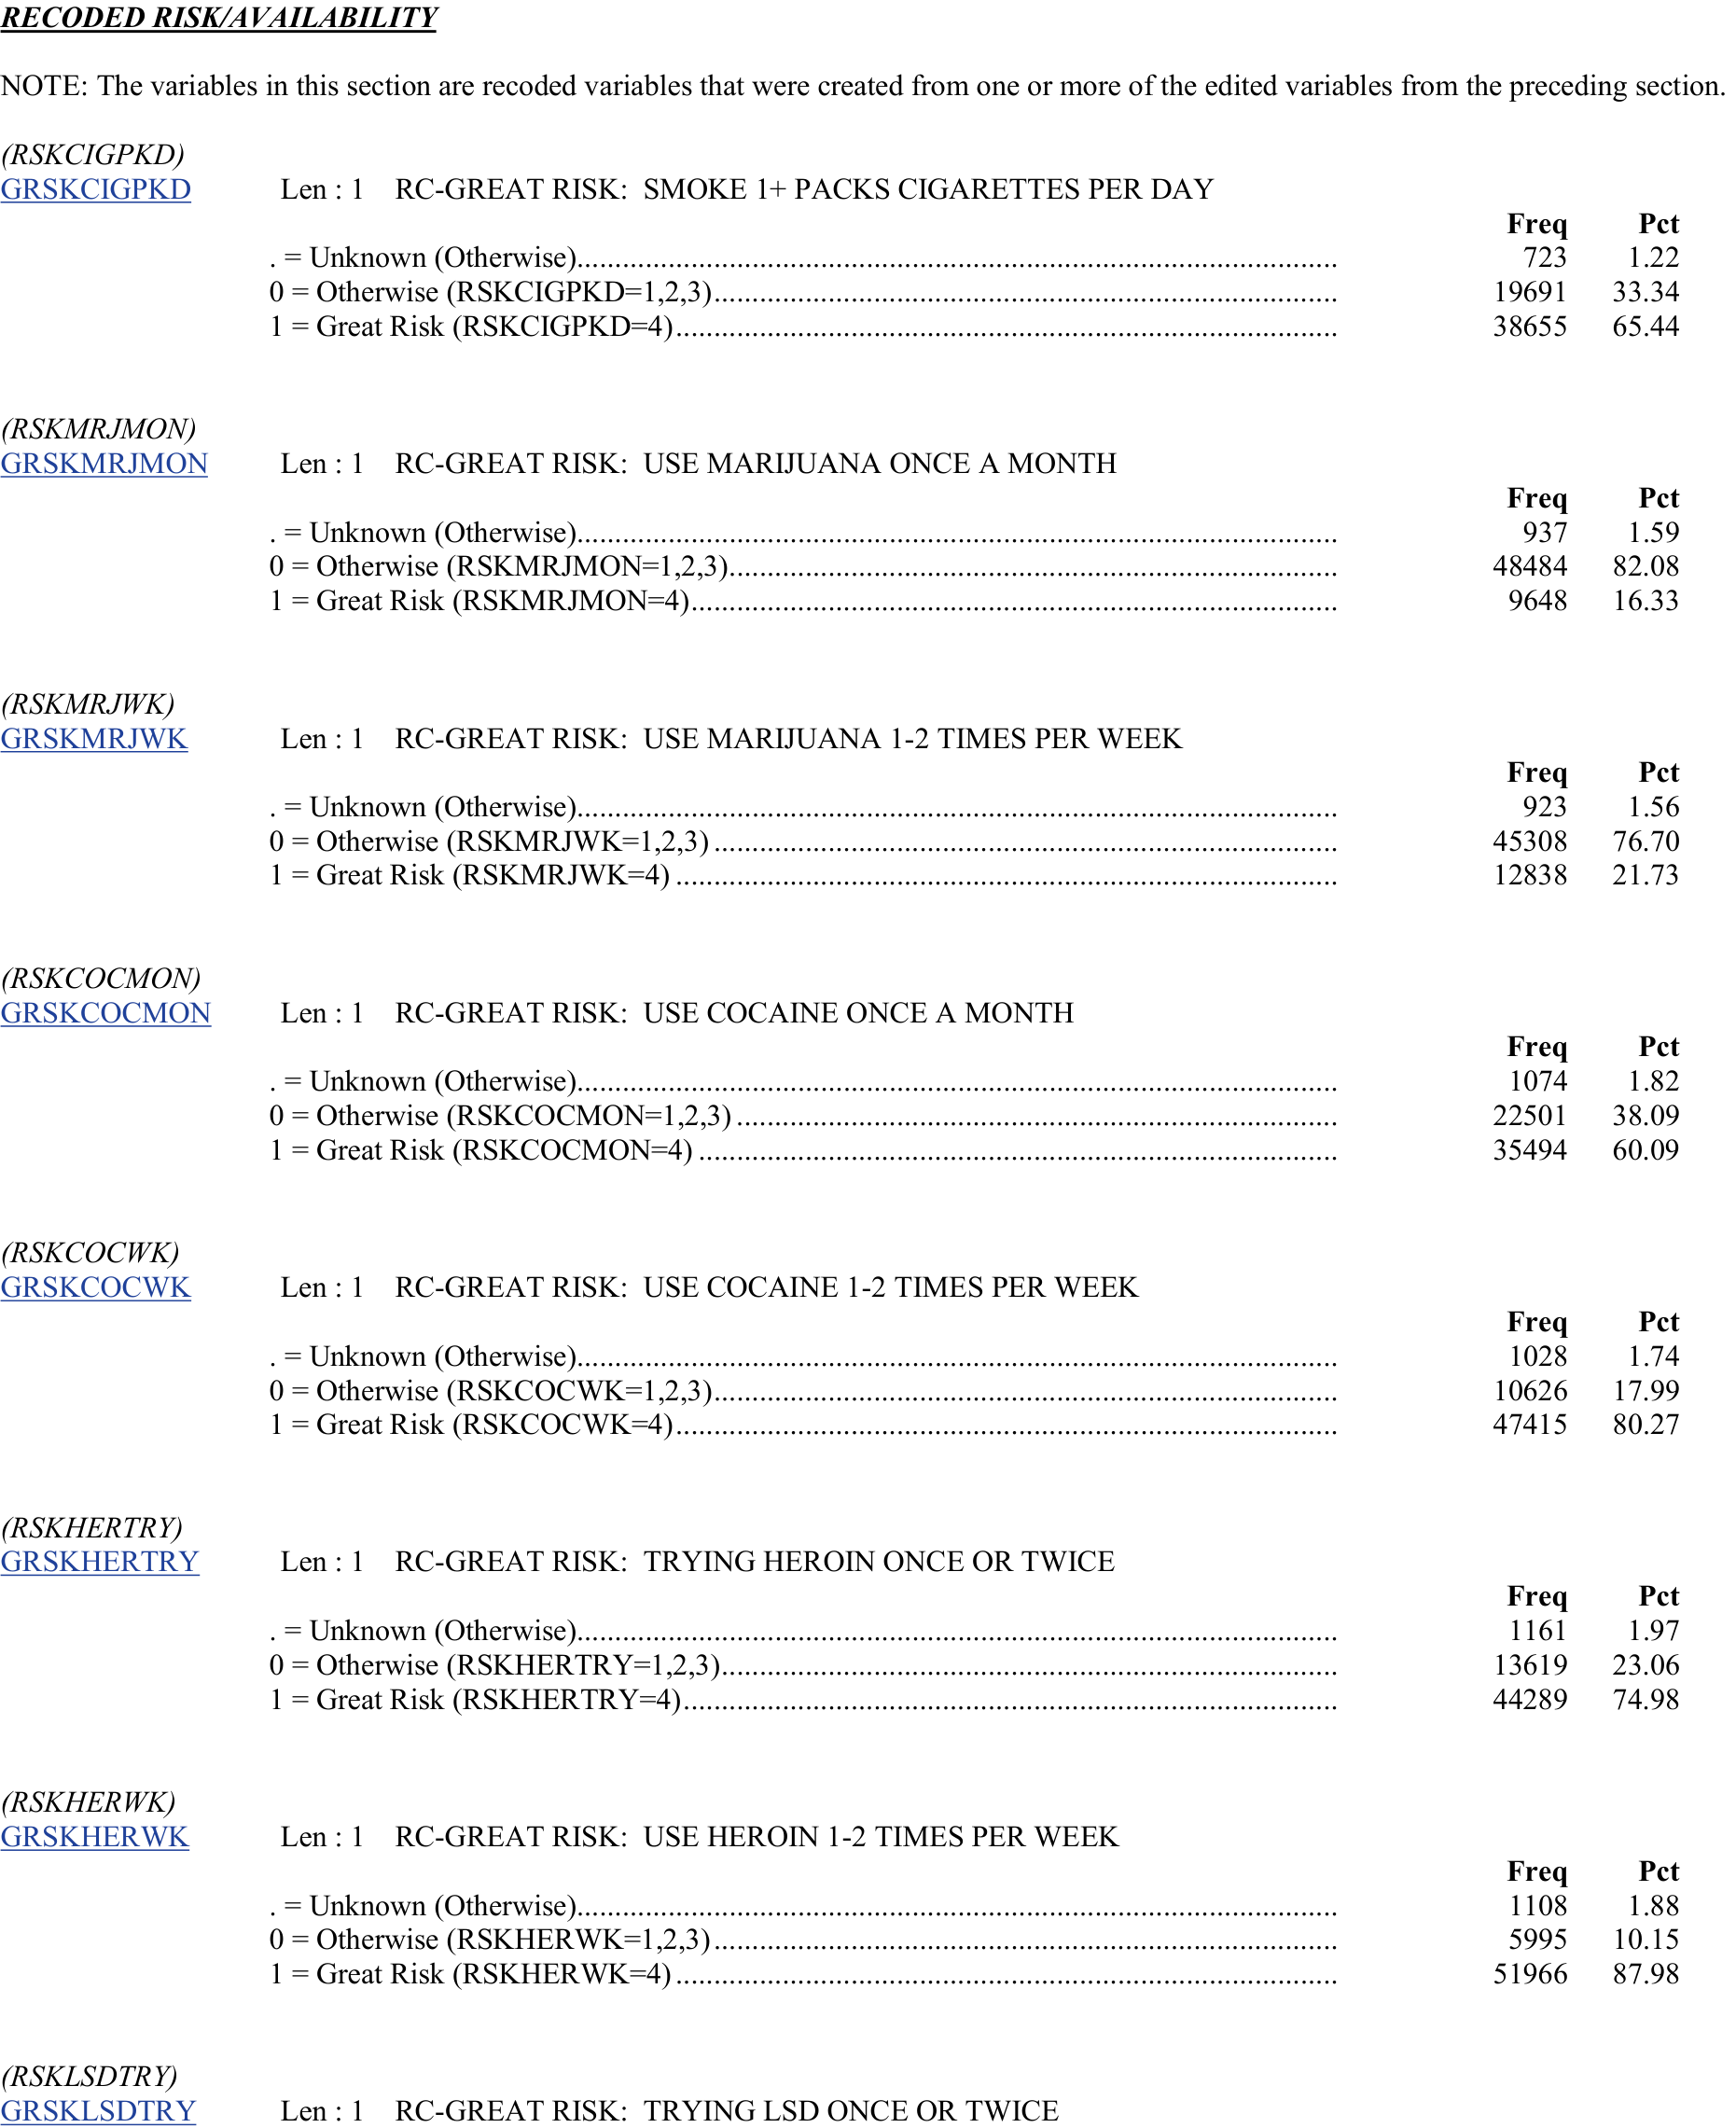 RECODED RISK/AVAILABILITY
NOTE: The variables in this section are recoded variables that were created from one or more of the edited variables from the preceding section.
(RSKCIGPKD)
GRSKCIGPKD Len : 1 RC-GREAT RISK: SMOKE 1+ PACKS CIGARETTES PER DAY
Freq Pct
. = Unknown (Otherwise)........................................ 723 1.22
0 = Otherwise (RSKCIGPKD=1,2,3)........................................ 19691 33.34
1 = Great Risk (RSKCIGPKD=4)........................................ 38655 65.44
(RSKMRJMON)
GRSKMRJMON Len : 1 RC-GREAT RISK: USE MARIJUANA ONCE A MONTH
Freq Pct
. = Unknown (Otherwise)........................................ 937 1.59
0 = Otherwise (RSKMRJMON=1,2,3)........................................ 48484 82.08
1 = Great Risk (RSKMRJMON=4)........................................ 9648 16.33
(RSKMRJWK)
GRSKMRJWK Len : 1 RC-GREAT RISK: USE MARIJUANA 1-2 TIMES PER WEEK
Freq Pct
. = Unknown (Otherwise)........................................ 923 1.56
0 = Otherwise (RSKMRJWK=1,2,3)........................................ 45308 76.70
1 = Great Risk (RSKMRJWK=4)........................................ 12838 21.73
(RSKCOCMON)
GRSKCOCMON Len : 1 RC-GREAT RISK: USE COCAINE ONCE A MONTH
Freq Pct
. = Unknown (Otherwise)........................................ 1074 1.82
0 = Otherwise (RSKCOCMON=1,2,3)........................................ 22501 38.09
1 = Great Risk (RSKCOCMON=4)........................................ 35494 60.09
(RSKCOCWK)
GRSKCOCWK Len : 1 RC-GREAT RISK: USE COCAINE 1-2 TIMES PER WEEK
Freq Pct
. = Unknown (Otherwise)........................................ 1028 1.74
0 = Otherwise (RSKCOCWK=1,2,3)........................................ 10626 17.99
1 = Great Risk (RSKCOCWK=4)........................................ 47415 80.27
(RSKHERTRY)
GRSKHERTRY Len : 1 RC-GREAT RISK: TRYING HEROIN ONCE OR TWICE
Freq Pct
. = Unknown (Otherwise)........................................ 1161 1.97
0 = Otherwise (RSKHERTRY=1,2,3)........................................ 13619 23.06
1 = Great Risk (RSKHERTRY=4)........................................ 44289 74.98
(RSKHERWK)
GRSKHERWK Len : 1 RC-GREAT RISK: USE HEROIN 1-2 TIMES PER WEEK
Freq Pct
. = Unknown (Otherwise)........................................ 1108 1.88
0 = Otherwise (RSKHERWK=1,2,3)........................................ 5995 10.15
1 = Great Risk (RSKHERWK=4)........................................ 51966 87.98
(RSKLSDTRY)
GRSKLSDTRY Len : 1 RC-GREAT RISK: TRYING LSD ONCE OR TWICE